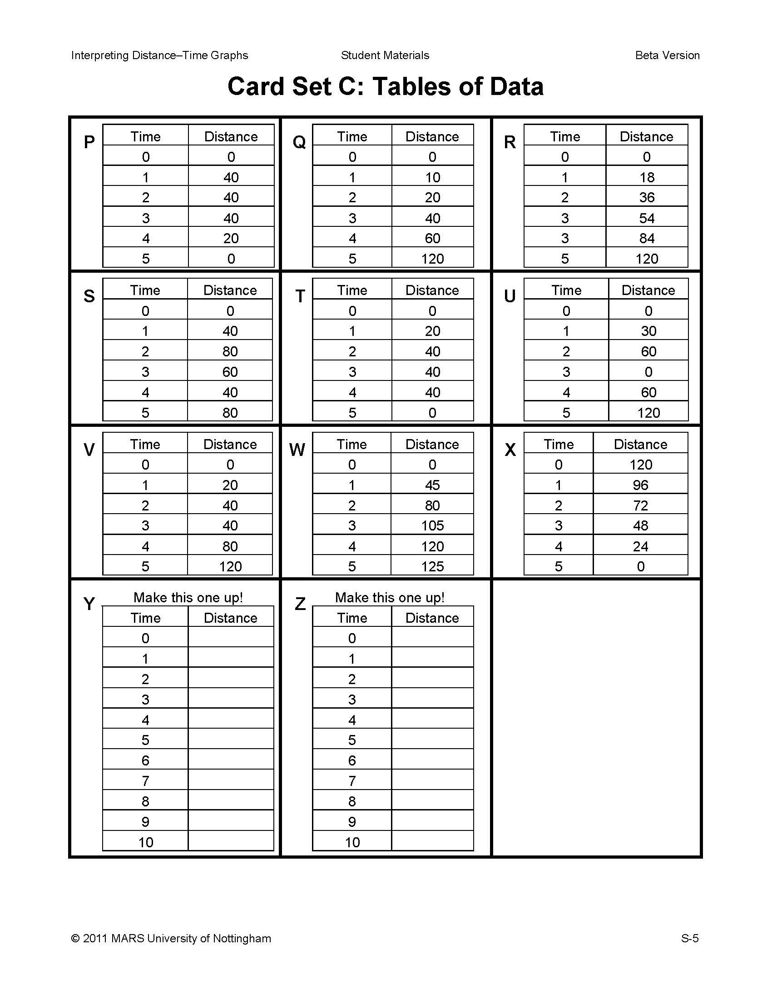 Interpreting Distance–Time Graphs Student Materials Beta Version
Card Set C: Tables of Data
P
Time Distance
0 0
1 40
2 40
3 40
4 20
5 0
Q
Time Distance
0 0
1 10
2 20
3 40
4 60
5 120
R
Time Distance
0 0
1 18
2 36
3 54
3 84
5 120
S
Time Distance
0 0
1 40
2 80
3 60
4 40
5 80
T
Time Distance
0 0
1 20
2 40
3 40
4 40
5 0
U
Time Distance
0 0
1 30
2 60
3 0
4 60
5 120
V
Time Distance
0 0
1 20
2 40
3 40
4 80
5 120
W
Time Distance
0 0
1 45
2 80
3 105
4 120
5 125
X
Time Distance
0 120
1 96
2 72
3 48
4 24
5 0
Y
Make this one up!
Time Distance
0
1
2
3
4
5
6
7
8
9
10
Z
Make this one up!
Time Distance
0
1
2
3
4
5
6
7
8
9
10
© 2011 MARS University of Nottingham S-5